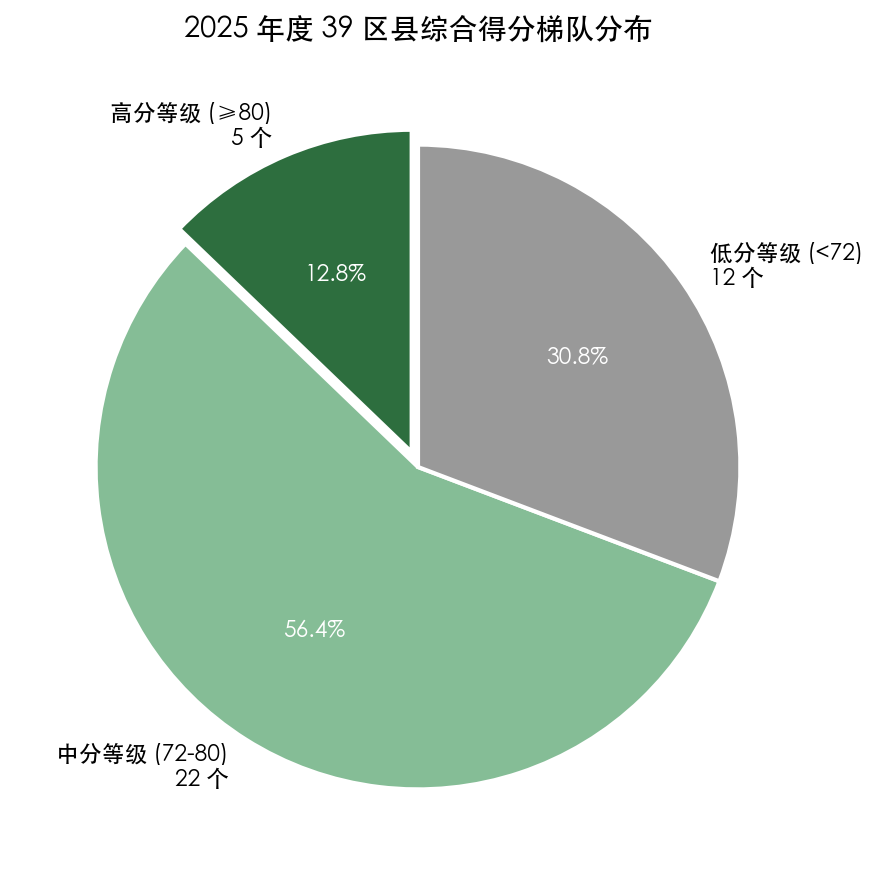 2025 年度 39 区县综合得分梯队分布
高分等级 (≥80)
5 个
12.8%
低分等级 (<72)
12 个
30.8%
56.4%
中分等级 (72-80)
22 个